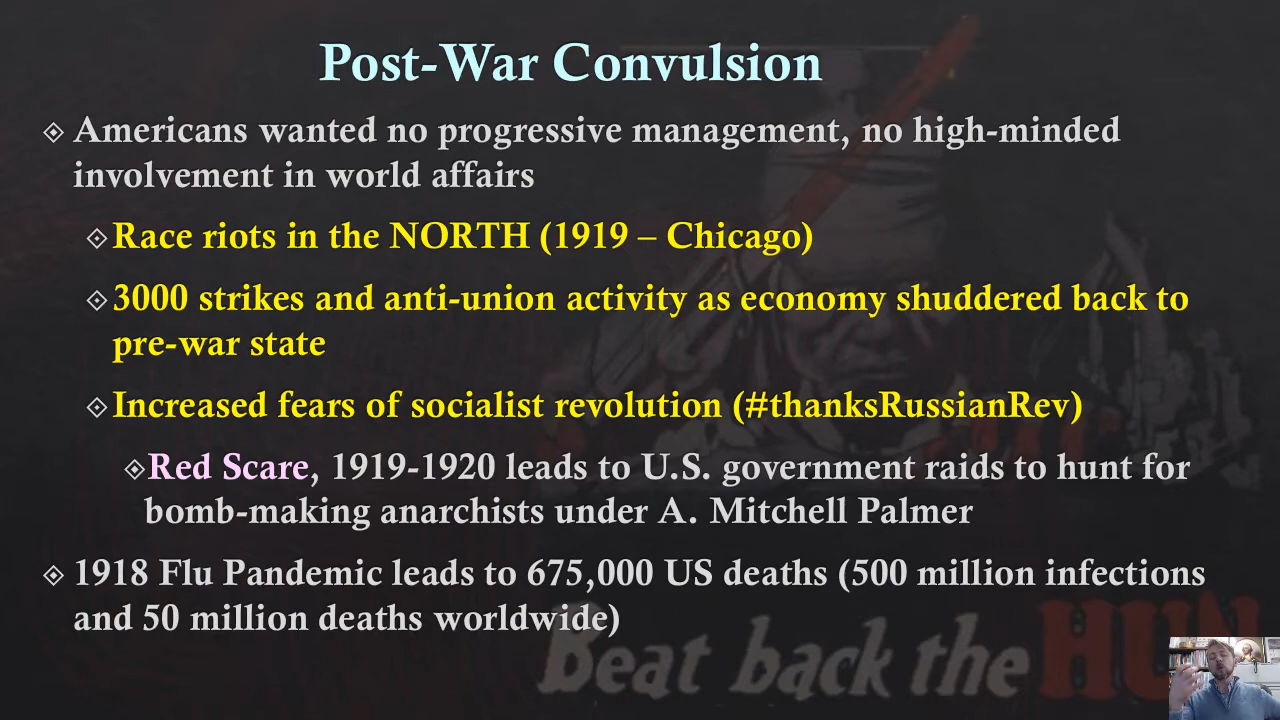 Post-War Convulsion
Americans wanted no progressive management, no high-minded
involvement in world affairs
Race riots in the NORTH (1919 – Chicago)
3000 strikes and anti-union activity as economy shuddered back to
pre-war state
Increased fears of socialist revolution (#thanksRussianRev)
Red Scare, 1919-1920 leads to U.S. government raids to hunt for
bomb-making anarchists under A. Mitchell Palmer
1918 Flu Pandemic leads to 675,000 US deaths (500 million infections
and 50 million deaths worldwide)
Beat back the HUN